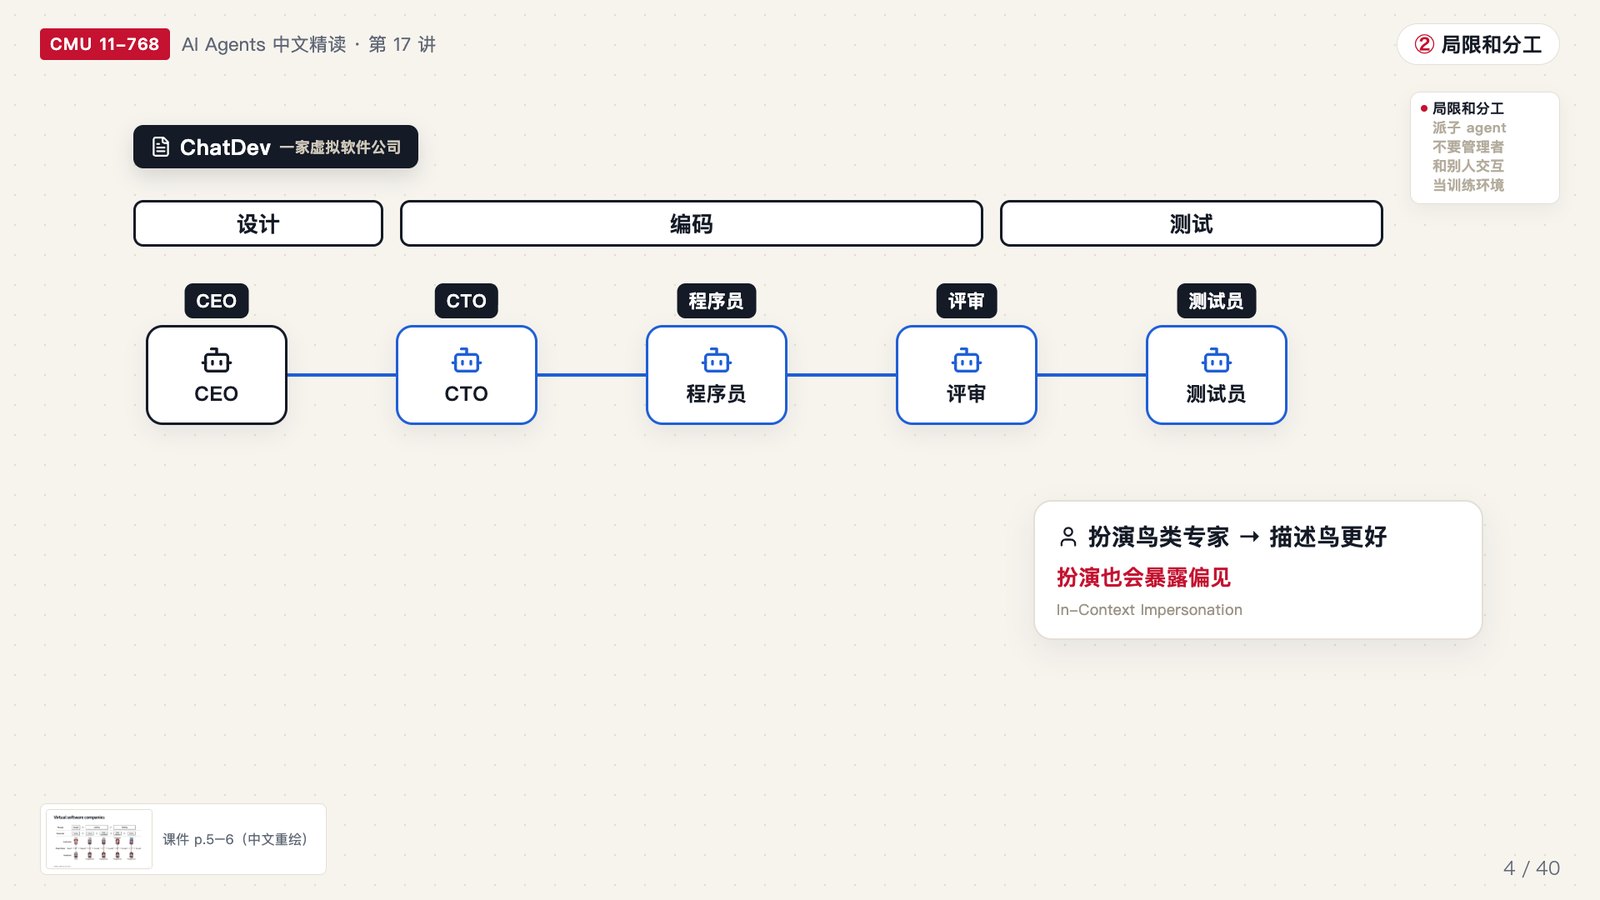 CMU 11-768 AI Agents 中文精读 · 第 17 讲
② 局限和分工
局限和分工
派子 agent
不要管理者
和别人交互
当训练环境
ChatDev 一家虚拟软件公司
设计 编码 测试
CEO CTO 程序员 评审 测试员
CEO CTO 程序员 评审 测试员
扮演鸟类专家 → 描述鸟更好
扮演也会暴露偏见
In-Context Impersonation
Virtual software companies
课件 p.5–6（中文重绘）
4 / 40